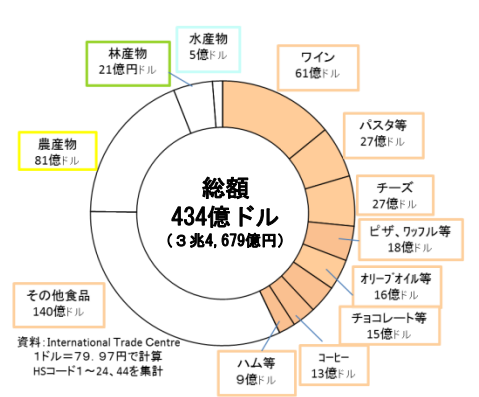 水産物
5億ドル
林産物
21億円ドル
ワイン
61億ドル
パスタ等
27億ドル
農産物
81億ドル
チーズ
27億ドル
総額
434億ドル
(3兆4,679億円)
ピザ、ワッフル等
18億ドル
オリーブオイル等
16億ドル
その他食品
140億ドル
チョコレート等
15億ドル
コーヒー
13億ドル
ハム等
9億ドル
資料:International Trade Centre
1ドル=79.97円で計算
HSコード1~24、44を集計